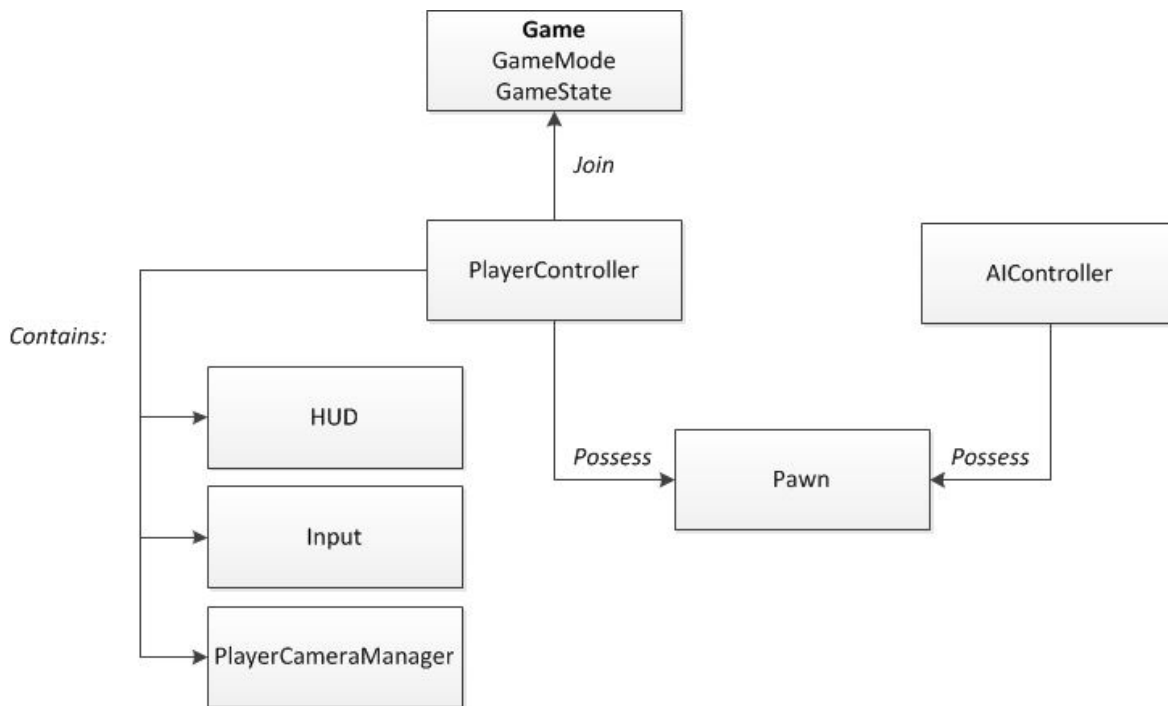 Game
GameMode
GameState
Join
PlayerController
AIController
Contains:
HUD
Possess
Pawn
Possess
Input
PlayerCameraManager